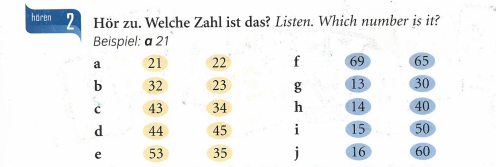 hören 2 Hör zu. Welche Zahl ist das? Listen. Which number is it?
Beispiel: a 21
a 21 22 f 69 65
b 32 23 g 13 30
c 43 34 h 14 40
d 44 45 i 15 50
e 53 35 j 16 60